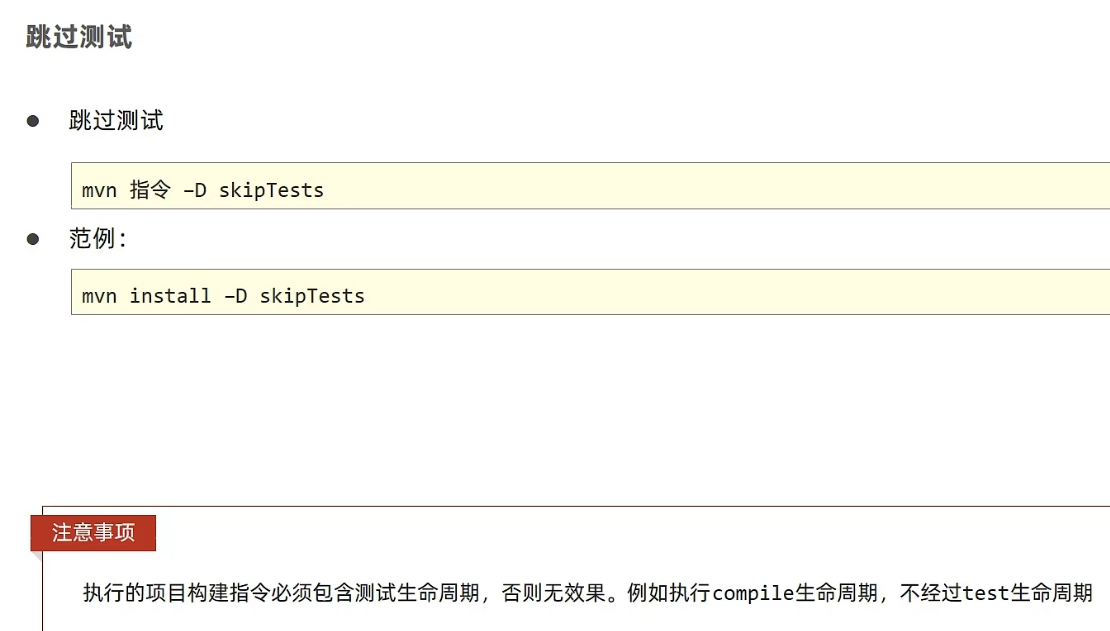 跳过测试
跳过测试
mvn 指令 –D skipTests
范例：
mvn install –D skipTests
注意事项
执行的项目构建指令必须包含测试生命周期，否则无效果。例如执行compile生命周期，不经过test生命周期